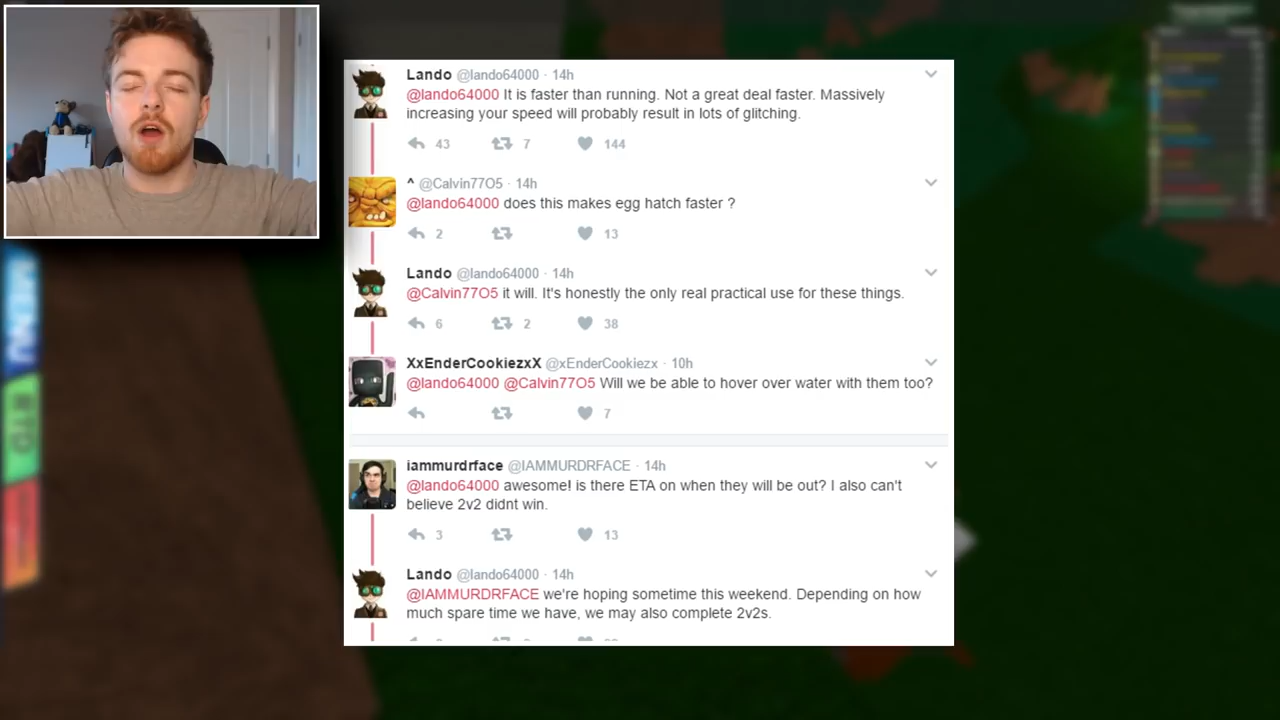 Lando @lando64000 · 14h
@lando64000 It is faster than running. Not a great deal faster. Massively
increasing your speed will probably result in lots of glitching.
43 7 144
^ @Calvin77O5 · 14h
@lando64000 does this makes egg hatch faster ?
2 13
Lando @lando64000 · 14h
@Calvin77O5 it will. It's honestly the only real practical use for these things.
6 2 38
XxEnderCookiezxX @xEnderCookiezx · 10h
@lando64000 @Calvin77O5 Will we be able to hover over water with them too?
7
iammurdrface @IAMMURDRFACE · 14h
@lando64000 awesome! is there ETA on when they will be out? I also can't
believe 2v2 didnt win.
3 13
Lando @lando64000 · 14h
@IAMMURDRFACE we're hoping sometime this weekend. Depending on how
much spare time we have, we may also complete 2v2s.
MENU
RTD